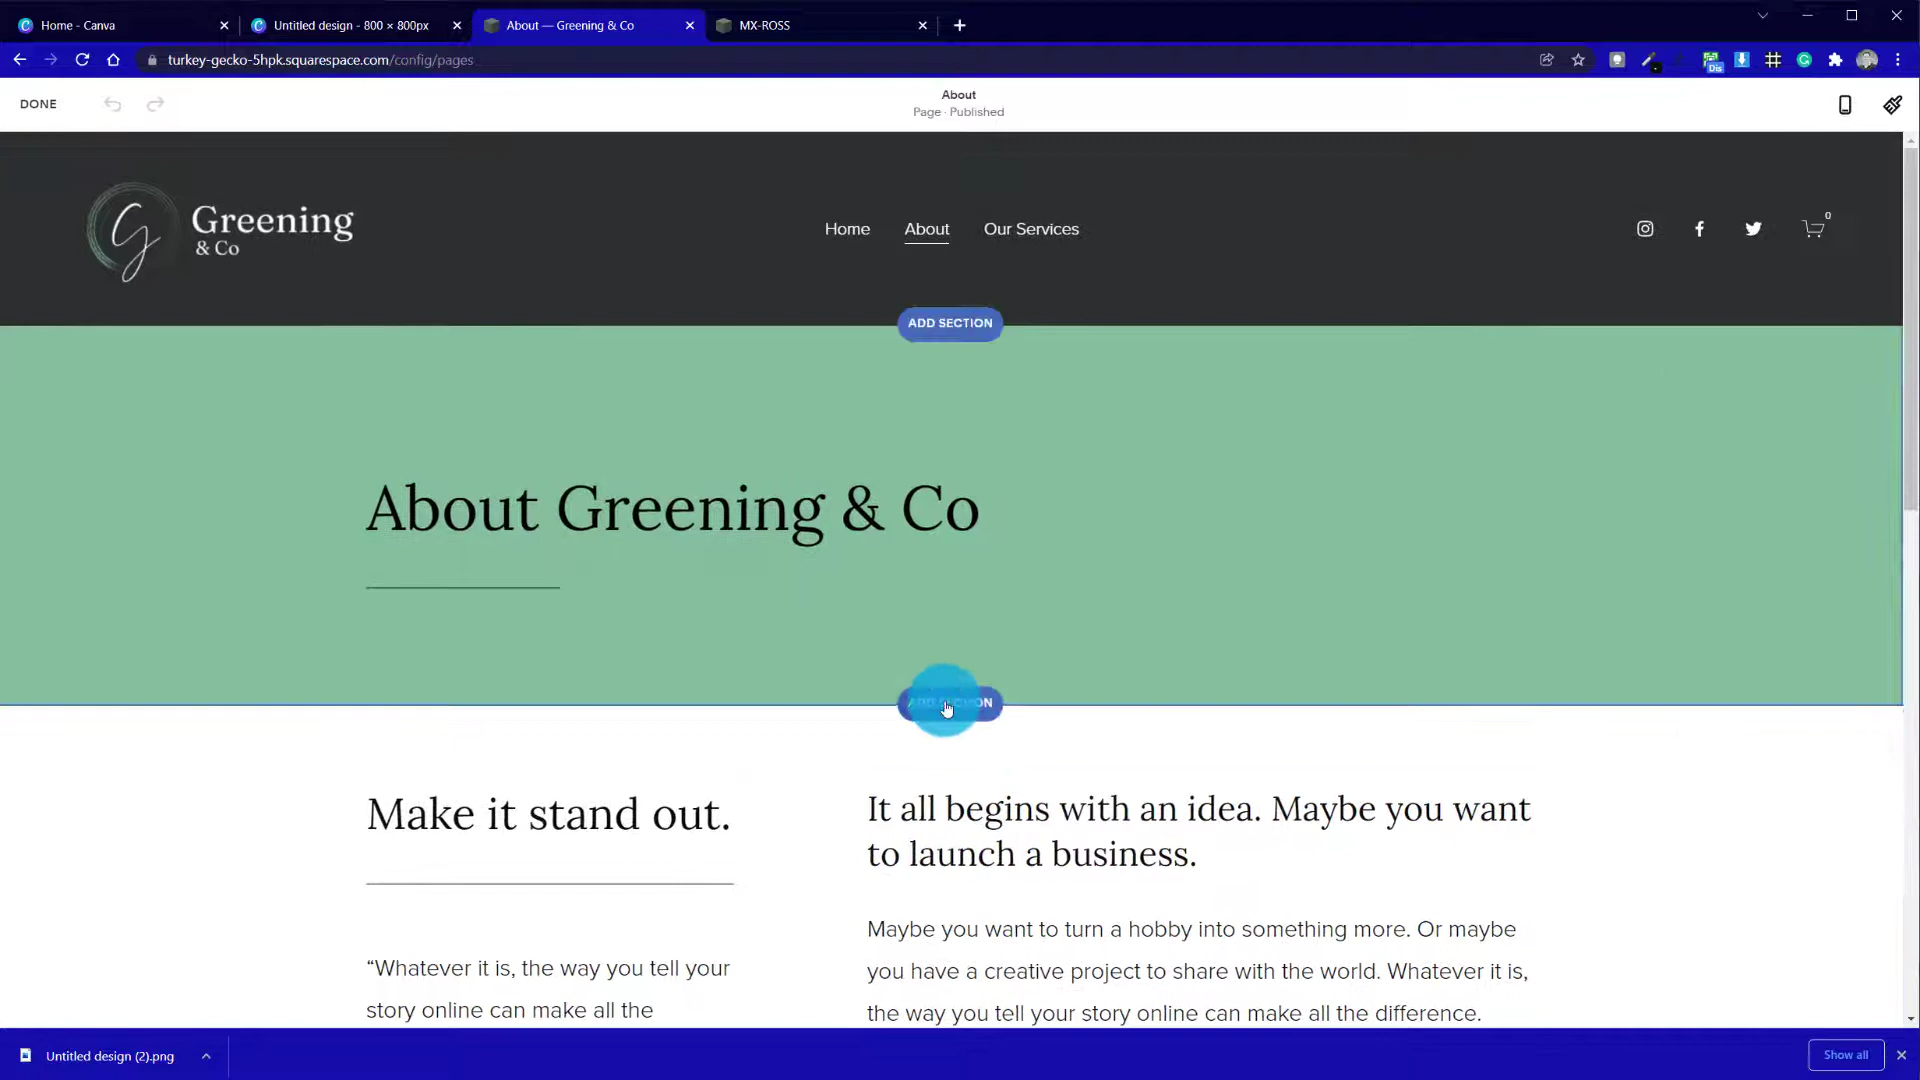 Home - Canva
Untitled design - 800 × 800px
About — Greening & Co
MX-ROSS
turkey-gecko-5hpk.squarespace.com/config/pages
Dis
DONE
About
Page · Published
Greening
& Co
Home
About
Our Services
0
ADD SECTION
About Greening & Co
ADD SECTION
Make it stand out.
It all begins with an idea. Maybe you want
to launch a business.
“Whatever it is, the way you tell your
story online can make all the
Maybe you want to turn a hobby into something more. Or maybe
you have a creative project to share with the world. Whatever it is,
the way you tell your story online can make all the difference.
Untitled design (2).png
Show all